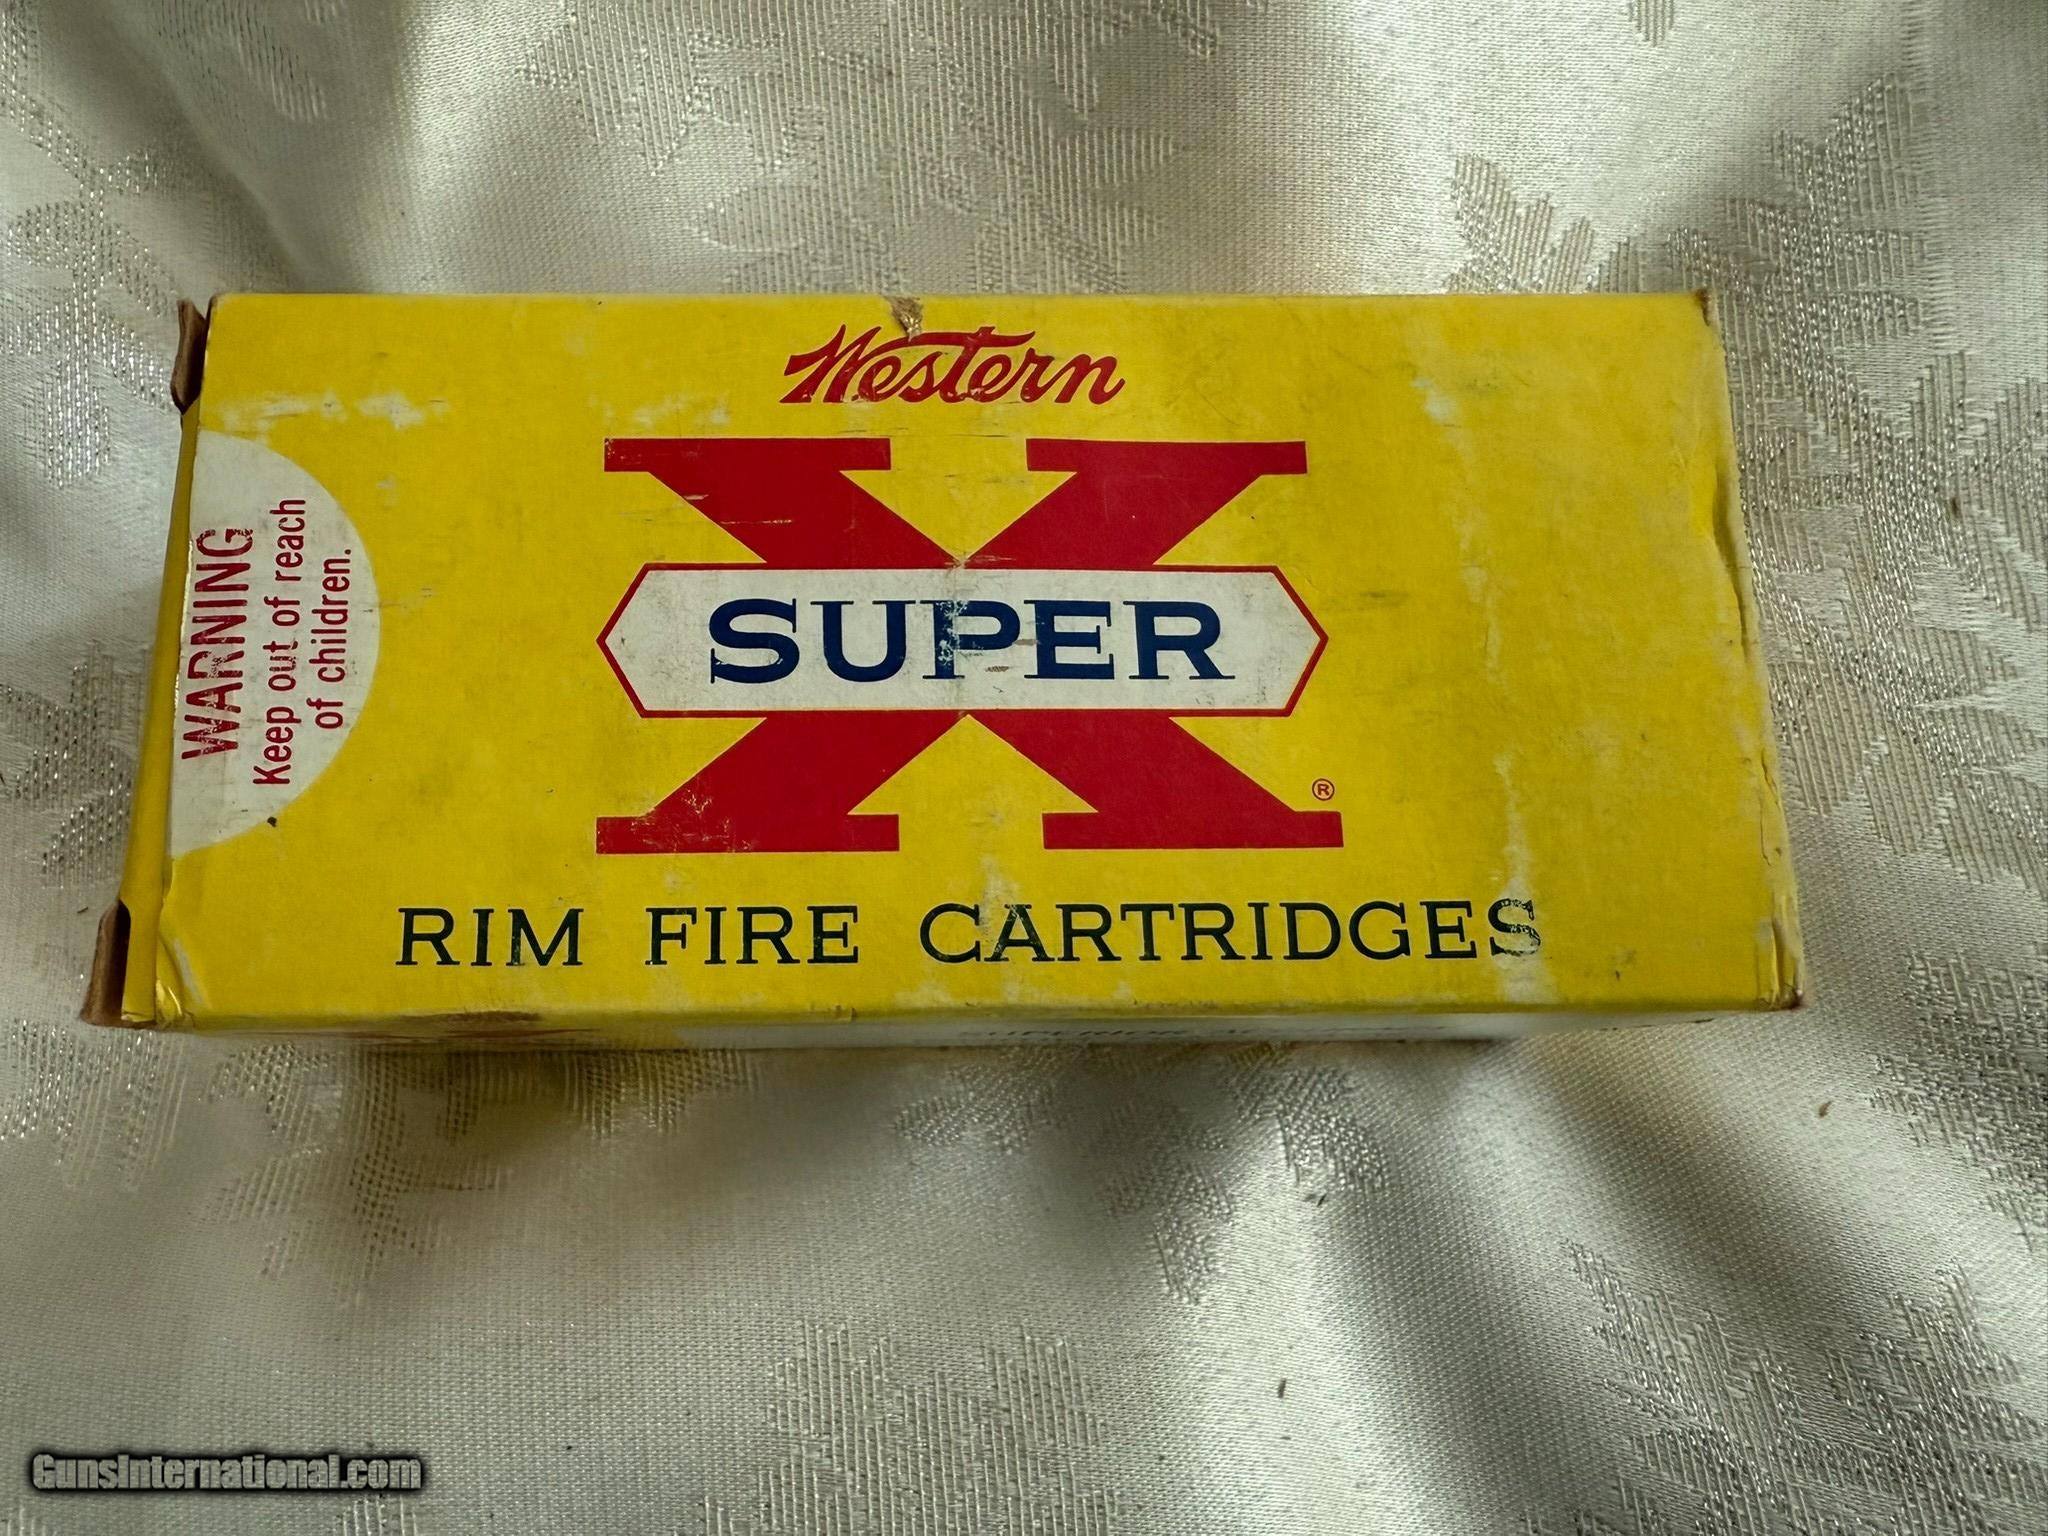 Western
X
SUPER
®
RIM FIRE CARTRIDGES
WARNING
Keep out of reach
of children.
GunsInternational.com